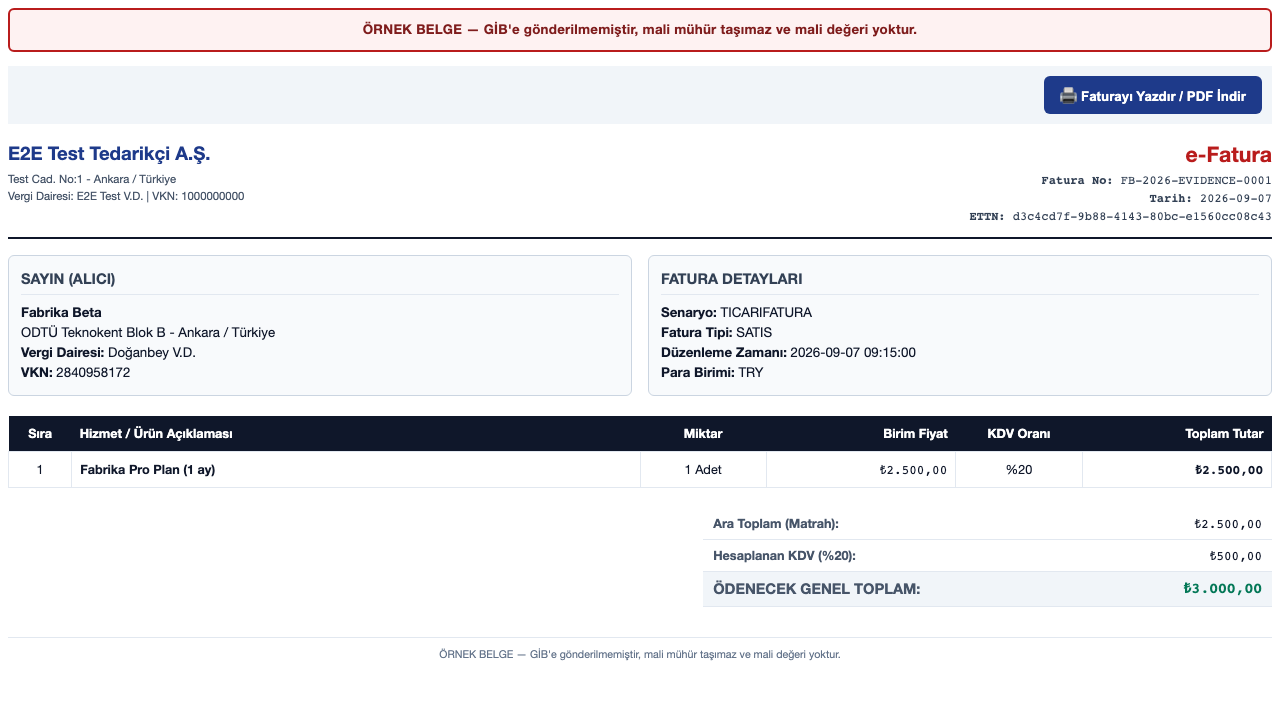 ÖRNEK BELGE — GİB'e gönderilmemiştir, mali mühür taşımaz ve mali değeri yoktur.
Faturayı Yazdır / PDF İndir
E2E Test Tedarikçi A.Ş.
Test Cad. No:1 - Ankara / Türkiye
Vergi Dairesi: E2E Test V.D. | VKN: 1000000000
e-Fatura
Fatura No: FB-2026-EVIDENCE-0001
Tarih: 2026-09-07
ETTN: d3c4cd7f-9b88-4143-80bc-e1560cc08c43
SAYIN (ALICI)
Fabrika Beta
ODTÜ Teknokent Blok B - Ankara / Türkiye
Vergi Dairesi: Doğanbey V.D.
VKN: 2840958172
FATURA DETAYLARI
Senaryo: TICARIFATURA
Fatura Tipi: SATIS
Düzenleme Zamanı: 2026-09-07 09:15:00
Para Birimi: TRY
Sıra Hizmet / Ürün Açıklaması Miktar Birim Fiyat KDV Oranı Toplam Tutar
1 Fabrika Pro Plan (1 ay) 1 Adet ₺2.500,00 %20 ₺2.500,00
Ara Toplam (Matrah): ₺2.500,00
Hesaplanan KDV (%20): ₺500,00
ÖDENECEK GENEL TOPLAM: ₺3.000,00
ÖRNEK BELGE — GİB'e gönderilmemiştir, mali mühür taşımaz ve mali değeri yoktur.